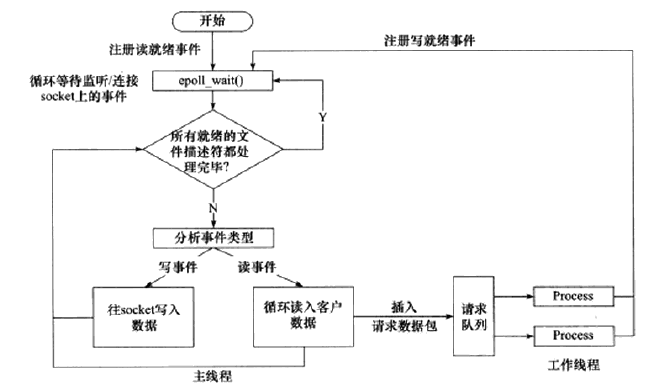 开始
注册读就绪事件
注册写就绪事件
循环等待监听/连接
socket上的事件
epoll_wait()
Y
所有就绪的文
件描述符都处
理完毕?
N
分析事件类型
写事件
读事件
往socket写入
数据
循环读入客户
数据
插入
请求数据包
请求
队列
Process
Process
主线程
工作线程